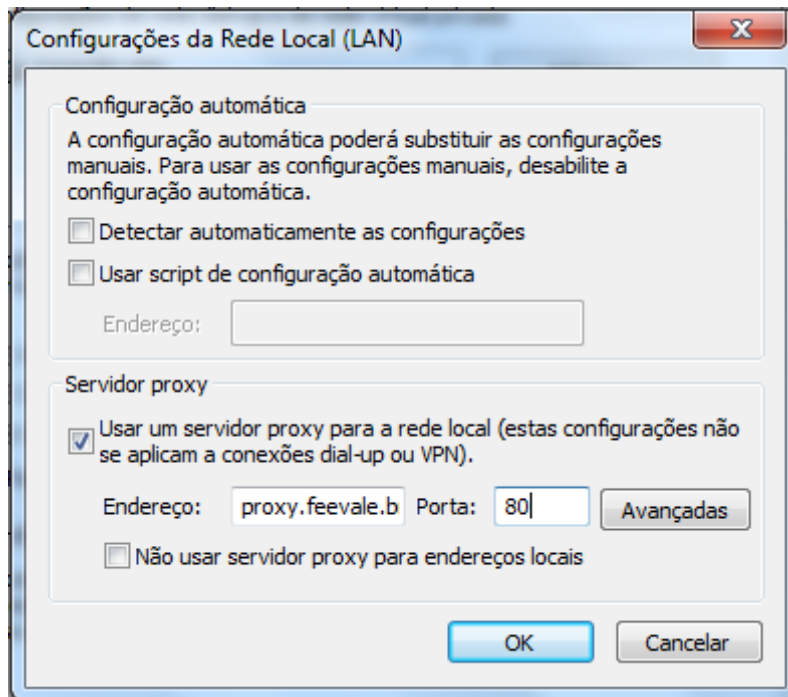 Configurações da Rede Local (LAN)
Configuração automática
A configuração automática poderá substituir as configurações
manuais. Para usar as configurações manuais, desabilite a
configuração automática.
Detectar automaticamente as configurações
Usar script de configuração automática
Endereço:
Servidor proxy
Usar um servidor proxy para a rede local (estas configurações não
se aplicam a conexões dial-up ou VPN).
Endereço: proxy.feevale.b Porta: 80 Avançadas
Não usar servidor proxy para endereços locais
OK Cancelar